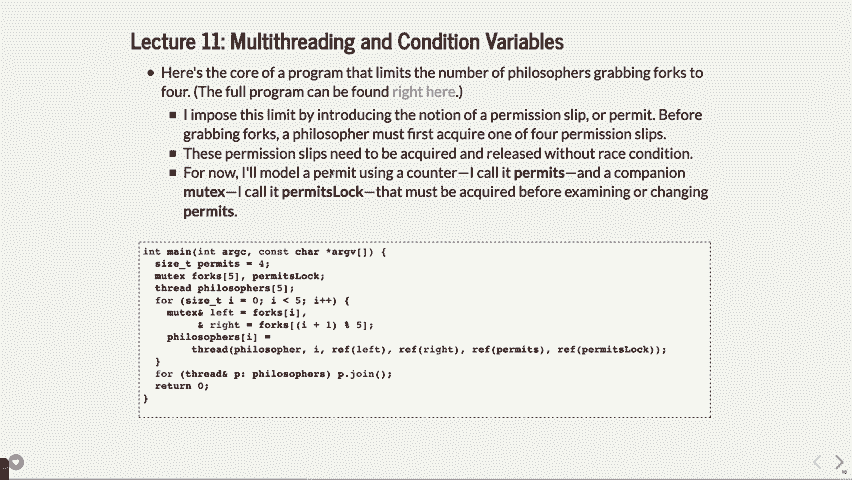 Lecture 11: Multithreading and Condition Variables
Here's the core of a program that limits the number of philosophers grabbing forks to
four. (The full program can be found right here.)
I impose this limit by introducing the notion of a permission slip, or permit. Before
grabbing forks, a philosopher must first acquire one of four permission slips.
These permission slips need to be acquired and released without race condition.
For now, I'll model a permit using a counter—I call it permits—and a companion
mutex—I call it permitsLock—that must be acquired before examining or changing
permits.
int main(int argc, const char *argv[]) {
  size_t permits = 4;
  mutex forks[5], permitsLock;
  thread philosophers[5];
  for (size_t i = 0; i < 5; i++) {
    mutex& left = forks[i],
         & right = forks[(i + 1) % 5];
    philosophers[i] =
        thread(philosopher, i, ref(left), ref(right), ref(permits), ref(permitsLock));
  }
  for (thread& p: philosophers) p.join();
  return 0;
}